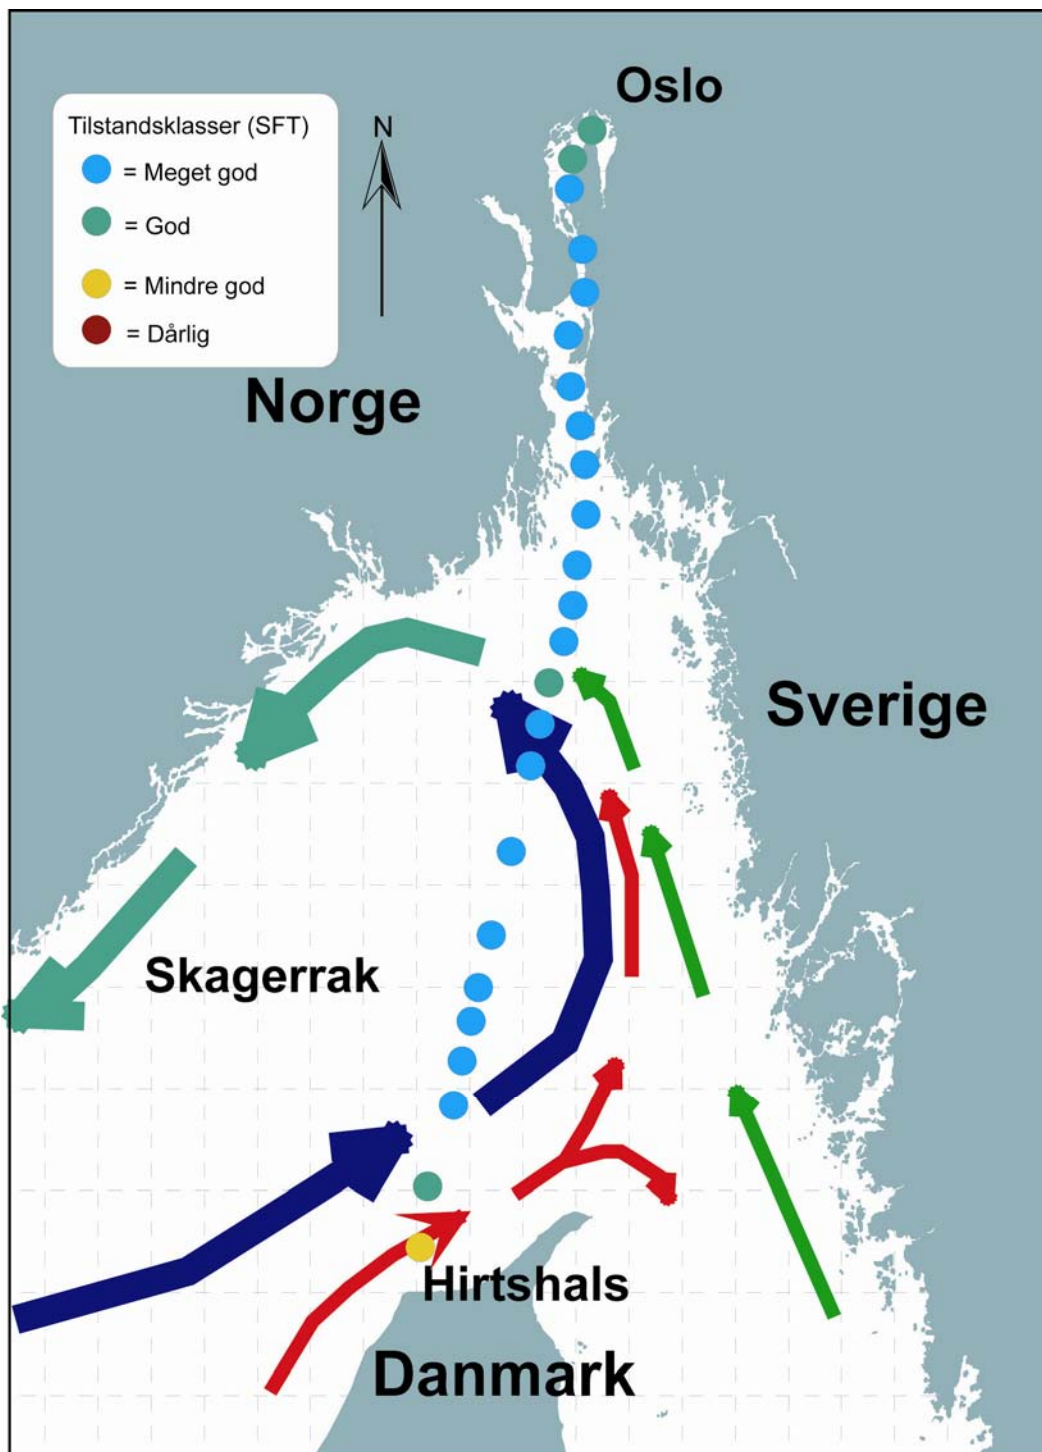 Oslo
Tilstandsklasser (SFT)
N
= Meget god
= God
= Mindre god
= Dårlig
Norge
Sverige
Skagerrak
Hirtshals
Danmark